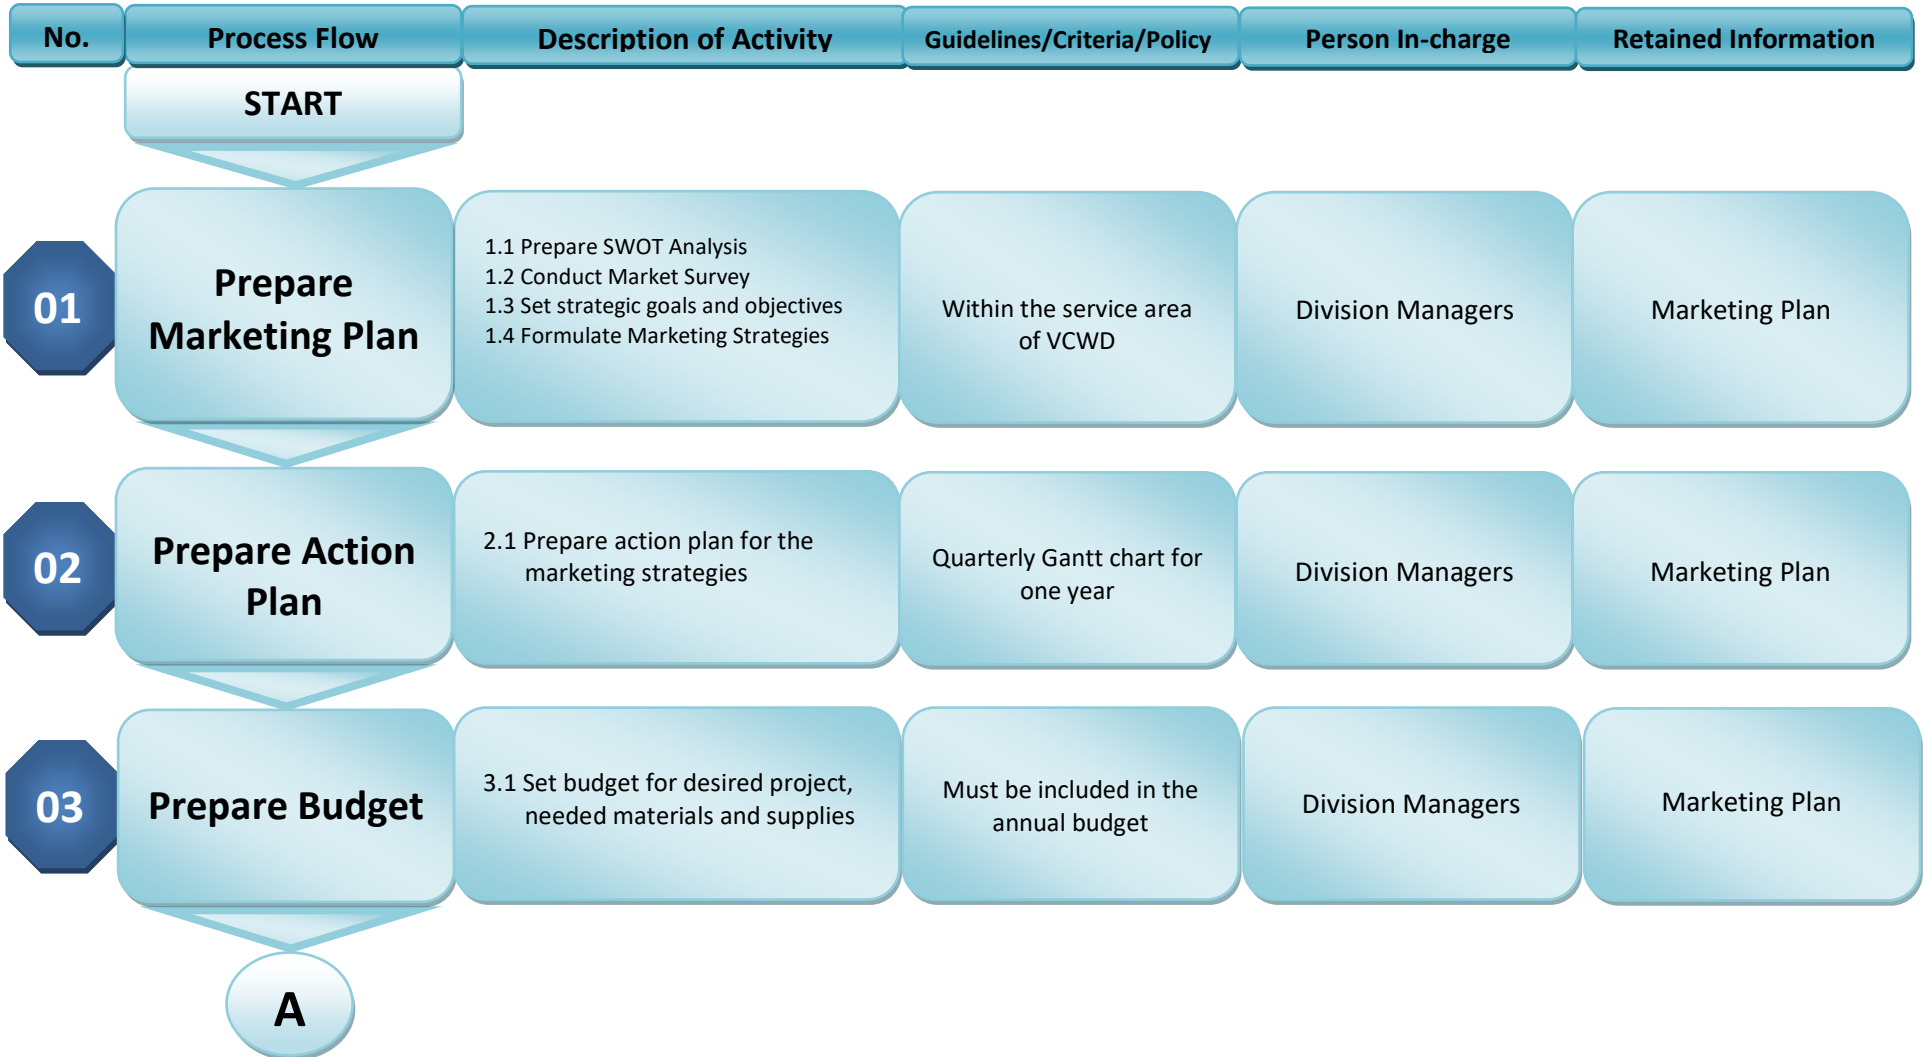 No.
Process Flow
Description of Activity
Guidelines/Criteria/Policy
Person In-charge
Retained Information
START
01
Prepare
Marketing Plan
1.1 Prepare SWOT Analysis
1.2 Conduct Market Survey
1.3 Set strategic goals and objectives
1.4 Formulate Marketing Strategies
Within the service area
of VCWD
Division Managers
Marketing Plan
02
Prepare Action
Plan
2.1 Prepare action plan for the
marketing strategies
Quarterly Gantt chart for
one year
Division Managers
Marketing Plan
03
Prepare Budget
3.1 Set budget for desired project,
needed materials and supplies
Must be included in the
annual budget
Division Managers
Marketing Plan
A